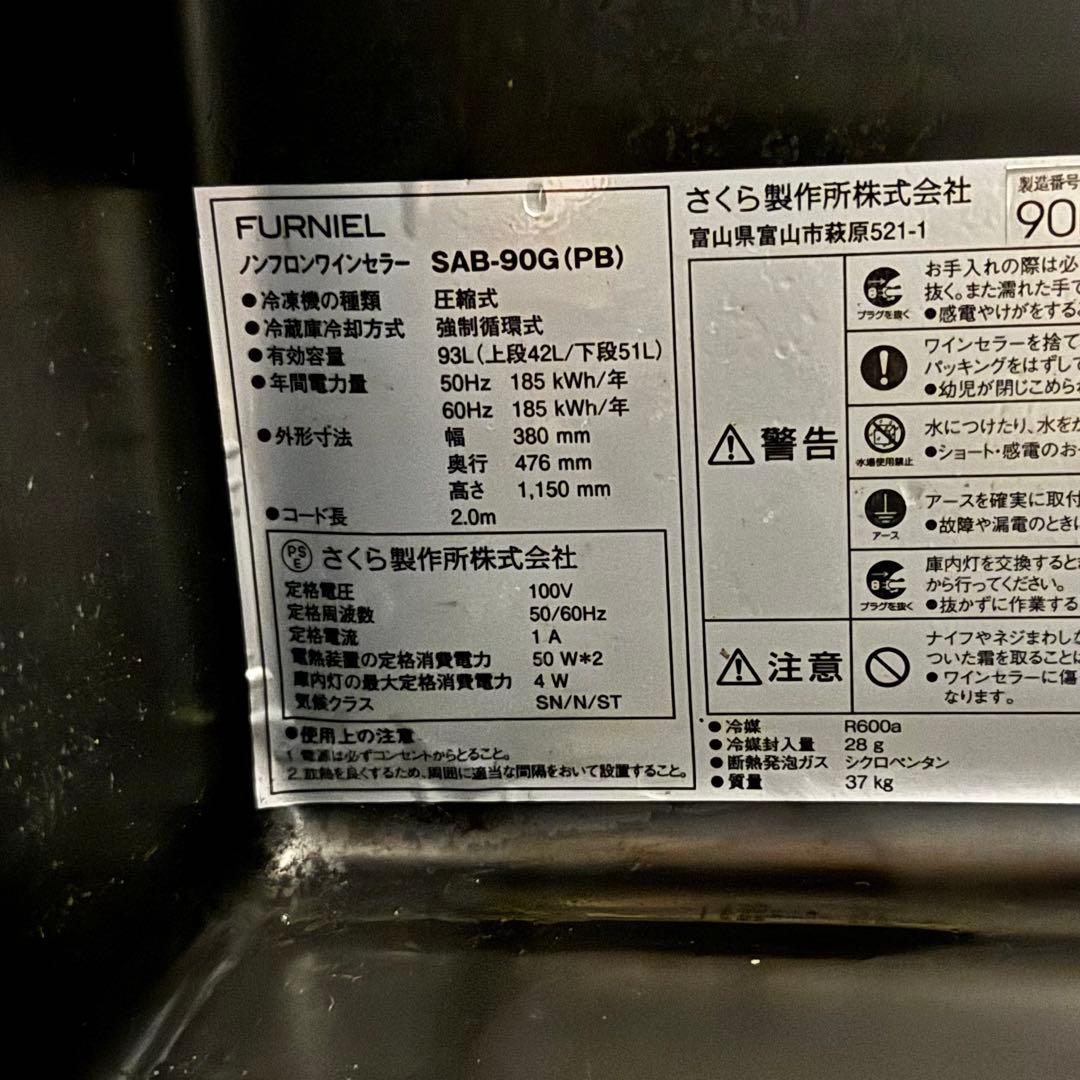 FURNIEL
ノンフロンワインセラー SAB-90G(PB)
●冷凍機の種類 圧縮式
●冷蔵庫冷却方式 強制循環式
●有効容量 93L(上段42L/下段51L)
●年間電力量 50Hz 185 kWh/年
60Hz 185 kWh/年
●外形寸法 幅 380 mm
奥行 476 mm
高さ 1,150 mm
●コード長 2.0m
PSE さくら製作所株式会社
定格電圧 100V
定格周波数 50/60Hz
定格電流 1 A
電熱装置の定格消費電力 50 W*2
庫内灯の最大定格消費電力 4 W
気候クラス SN/N/ST
●使用上の注意
1. 電源は必ずコンセントからとること。
2. 放熱を良くするため、周囲に適当な間隔をおいて設置すること。
さくら製作所株式会社
富山県富山市萩原521-1
製造番号
90
警告
プラグを抜く
お手入れの際は必
抜く。また濡れた手で
●感電やけがをする
ワインセラーを捨て
パッキングをはずして
●幼児が閉じこめら
水場使用禁止
水につけたり、水をか
●ショート・感電のお
アース
アースを確実に取付
●故障や漏電のときに
プラグを抜く
庫内灯を交換すると
から行ってください。
●抜かずに作業する
注意
ナイフやネジまわしな
ついた霜を取ることは
●ワインセラーに傷
なります。
●冷媒 R600a
●冷媒封入量 28 g
●断熱発泡ガス シクロペンタン
●質量 37 kg